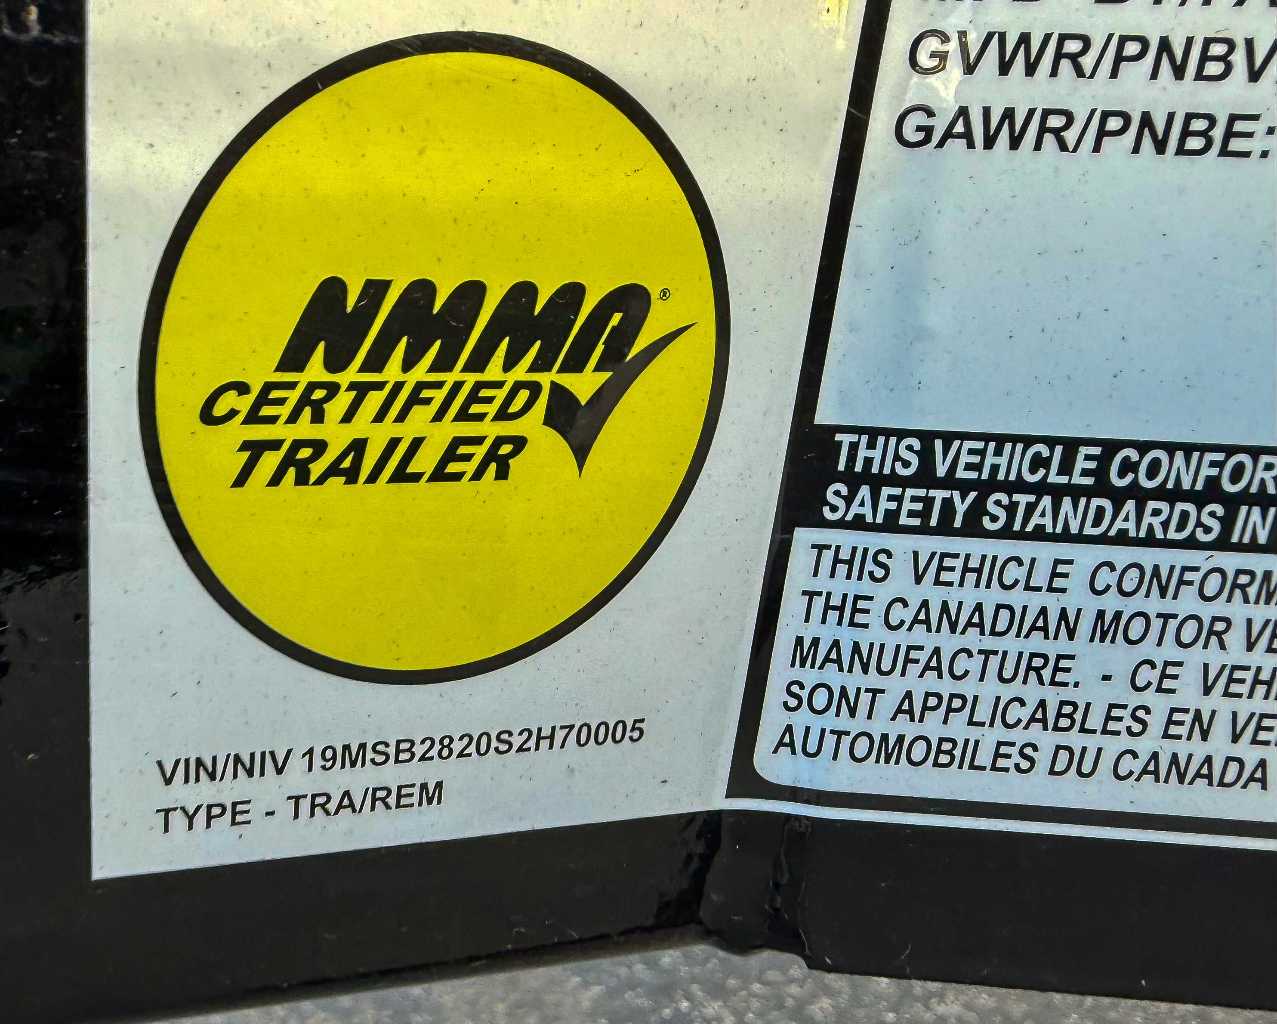 NMMA®
CERTIFIED
TRAILER
VIN/NIV 19MSB2820S2H70005
TYPE - TRA/REM
GVWR/PNBV
GAWR/PNBE:
THIS VEHICLE CONFOR
SAFETY STANDARDS IN
THIS VEHICLE CONFORM
THE CANADIAN MOTOR VE
MANUFACTURE. - CE VEH
SONT APPLICABLES EN VE
AUTOMOBILES DU CANADA